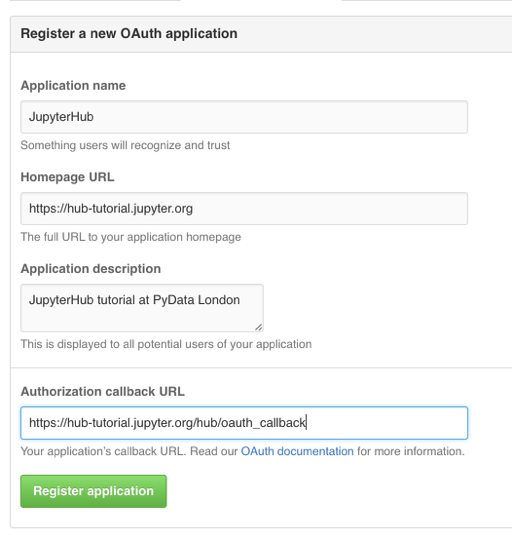 Register a new OAuth application
Application name
JupyterHub
Something users will recognize and trust
Homepage URL
https://hub-tutorial.jupyter.org
The full URL to your application homepage
Application description
JupyterHub tutorial at PyData London
This is displayed to all potential users of your application
Authorization callback URL
https://hub-tutorial.jupyter.org/hub/oauth_callback
Your application's callback URL. Read our OAuth documentation for more information.
Register application